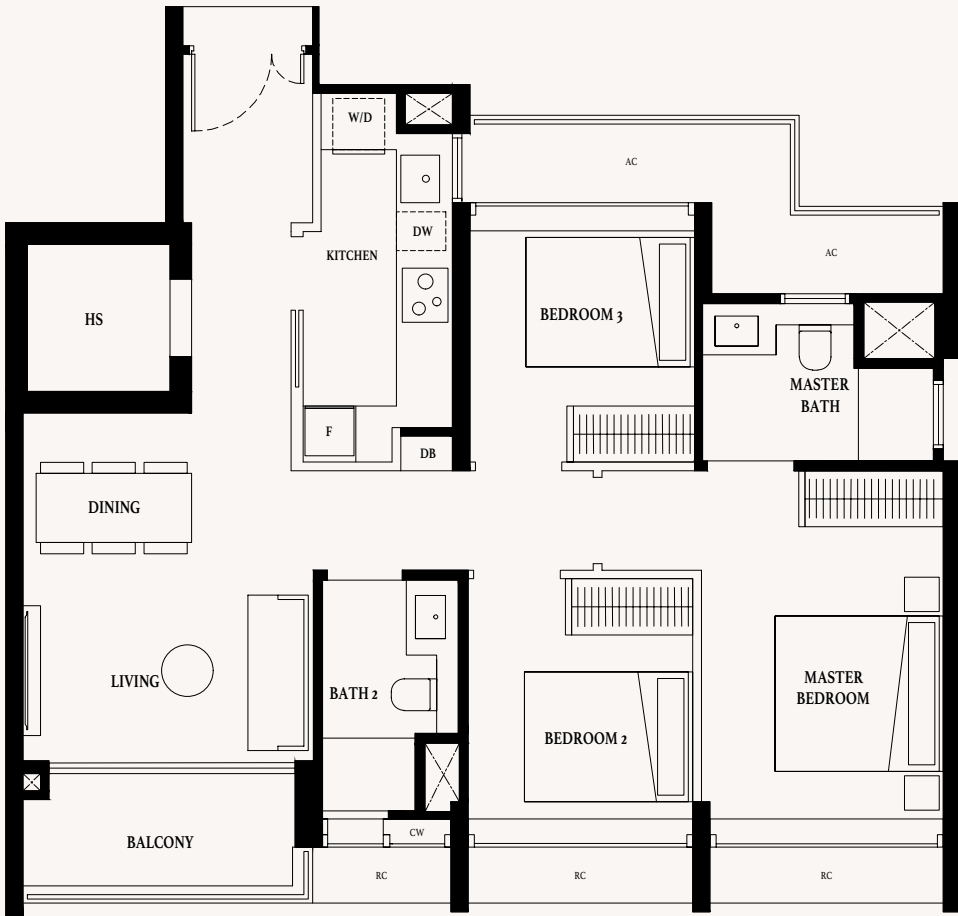 W/D
AC
DW
KITCHEN
AC
HS
BEDROOM 3
MASTER
BATH
F
DB
DINING
LIVING
BATH 2
MASTER
BEDROOM
BEDROOM 2
BALCONY
CW
RC
RC
RC